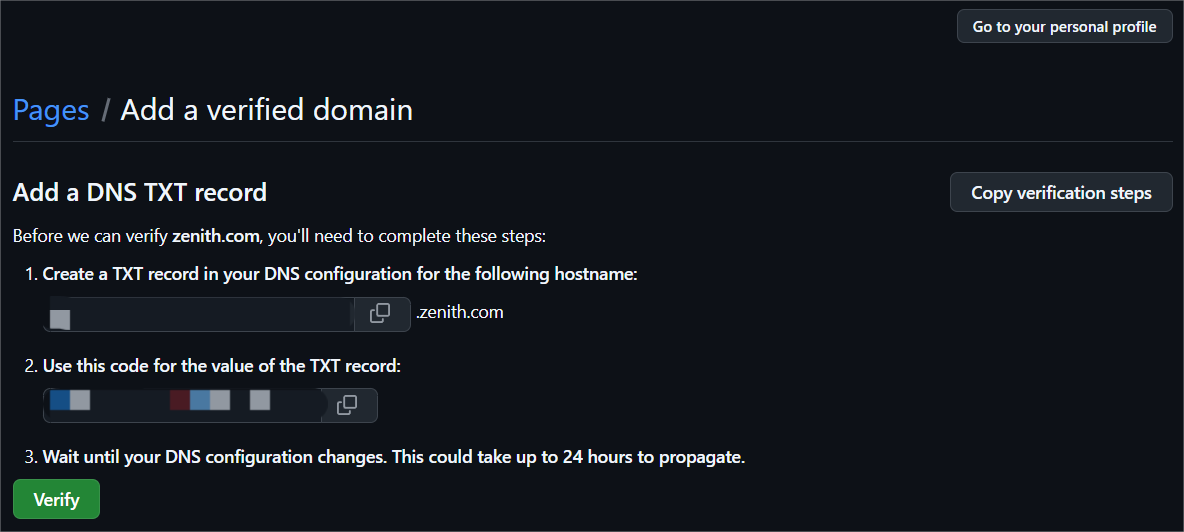 Go to your personal profile
Pages / Add a verified domain
Add a DNS TXT record
Copy verification steps
Before we can verify zenith.com, you'll need to complete these steps:
1. Create a TXT record in your DNS configuration for the following hostname:
.zenith.com
2. Use this code for the value of the TXT record:
3. Wait until your DNS configuration changes. This could take up to 24 hours to propagate.
Verify